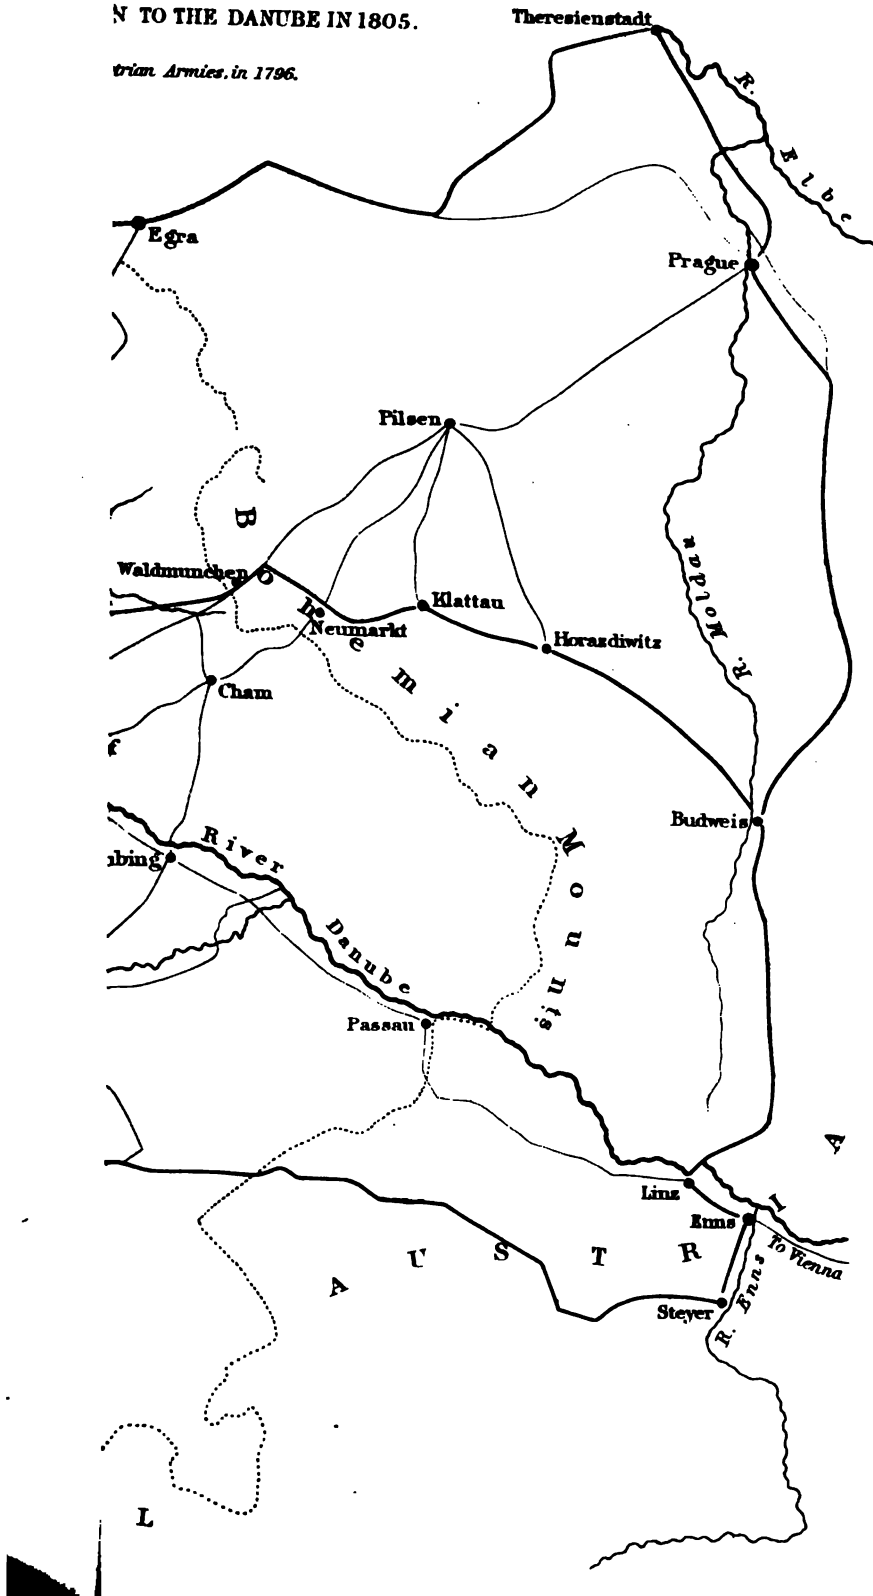 N TO THE DANUBE IN 1805.
trian Armies. in 1796.
Theresienstadt
R. Elbe
Egra
Prague
Pilsen
R. Moldau
Waldmunchen
Klattau
Neumarkt
Horazdiwitz
Cham
Bohemian Mounts
f
Budweis
ubing
River Danube
Passau
Linz
Enns
To Vienna
AUSTRIA
R. Enns
Steyer
L